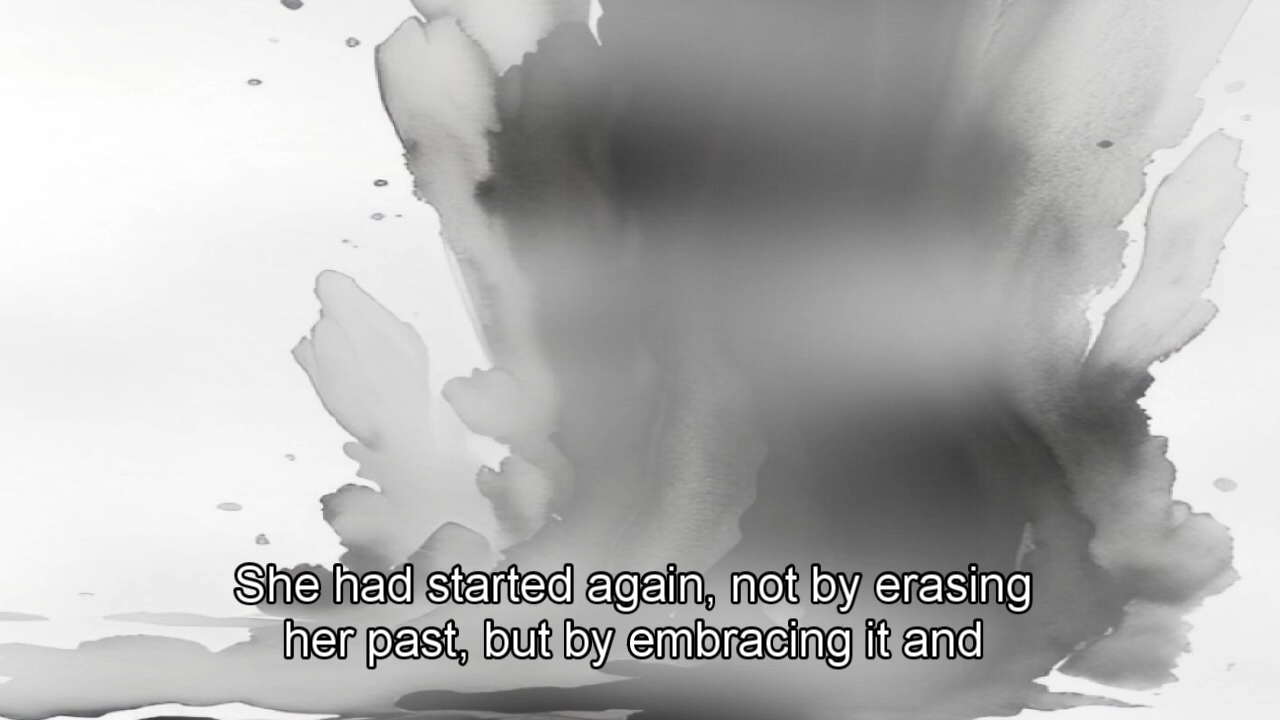 She had started again, not by erasing
her past, but by embracing it and